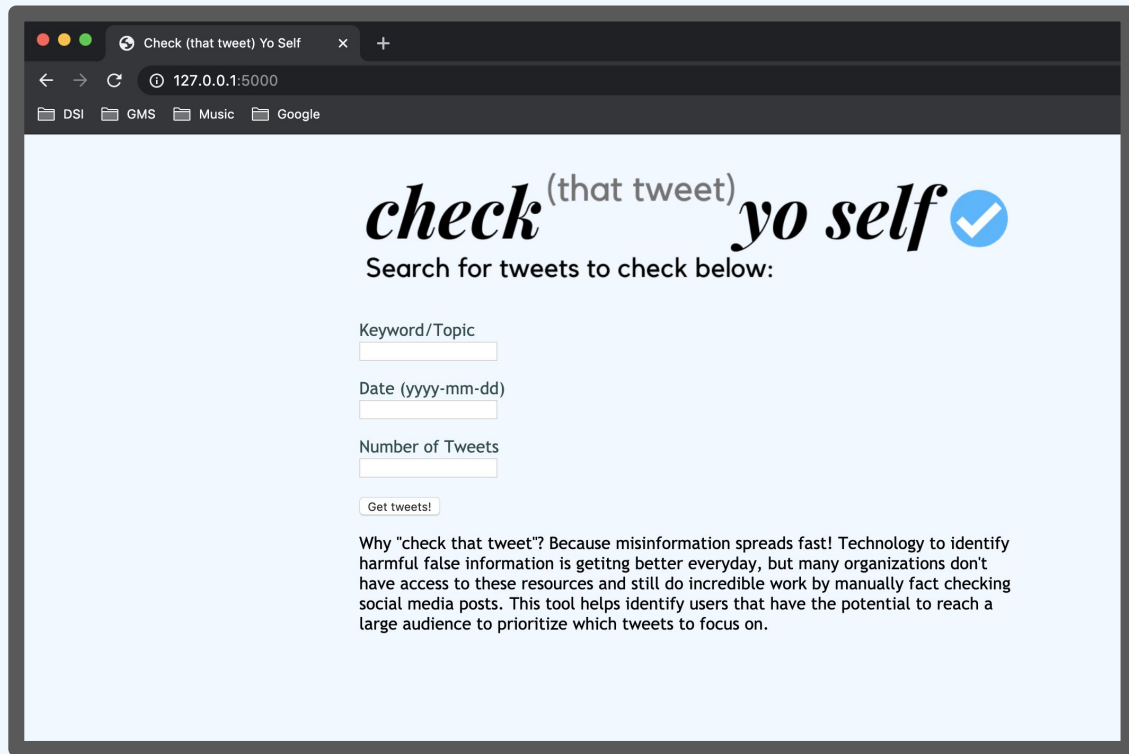 Check (that tweet) Yo Self
127.0.0.1:5000
DSI GMS Music Google
check (that tweet) yo self
Search for tweets to check below:
Keyword/Topic
Date (yyyy-mm-dd)
Number of Tweets
Get tweets!
Why "check that tweet"? Because misinformation spreads fast! Technology to identify
harmful false information is getitng better everyday, but many organizations don't
have access to these resources and still do incredible work by manually fact checking
social media posts. This tool helps identify users that have the potential to reach a
large audience to prioritize which tweets to focus on.